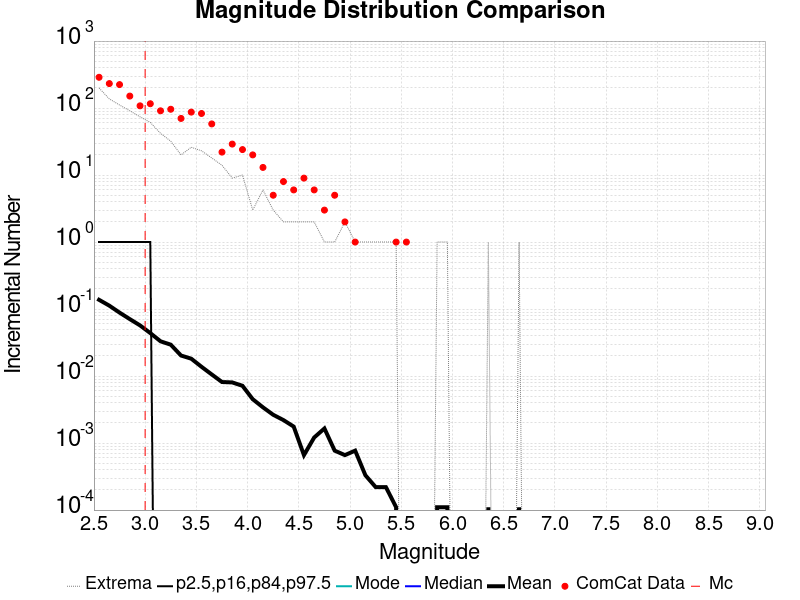 Magnitude Distribution Comparison
10^3
10^2
10^1
10^0
10^-1
10^-2
10^-3
10^-4
Incremental Number
2.5 3.0 3.5 4.0 4.5 5.0 5.5 6.0 6.5 7.0 7.5 8.0 8.5 9.0
Magnitude
Extrema p2.5,p16,p84,p97.5 Mode Median Mean ComCat Data Mc